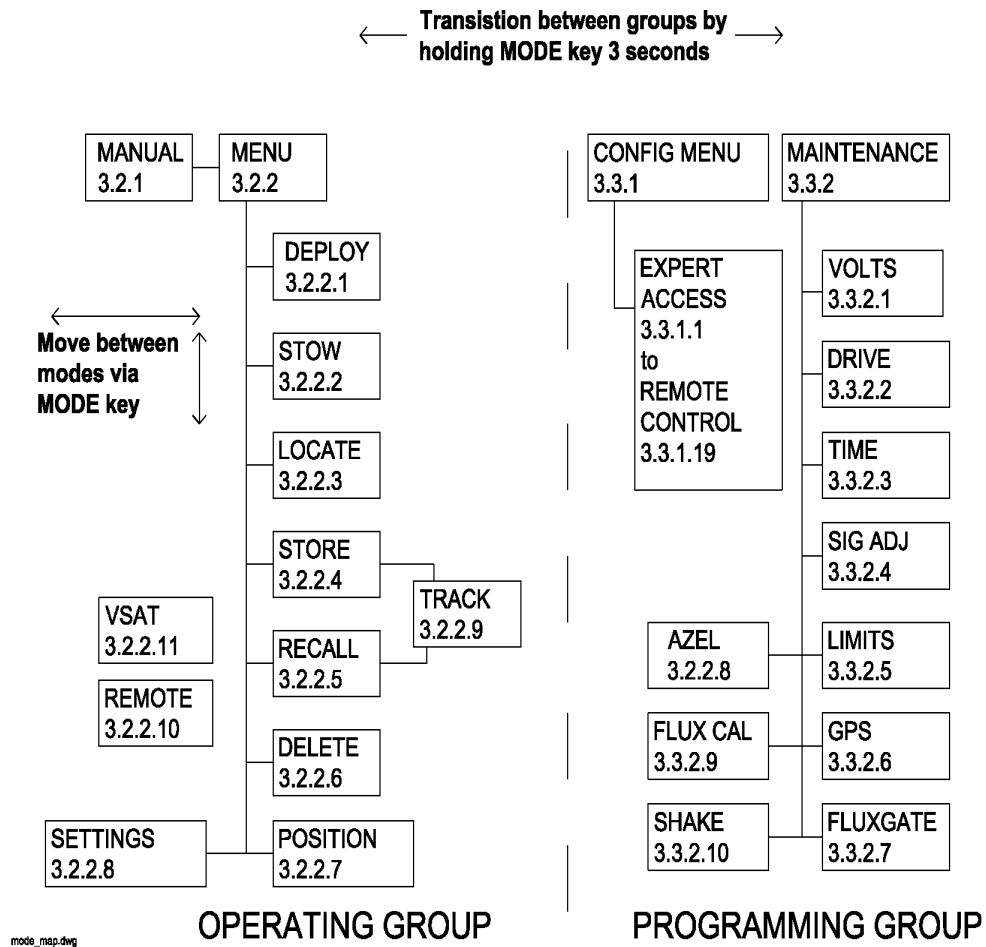 Transistion between groups by
holding MODE key 3 seconds
MANUAL
3.2.1
MENU
3.2.2
DEPLOY
3.2.2.1
STOW
3.2.2.2
LOCATE
3.2.2.3
STORE
3.2.2.4
TRACK
3.2.2.9
RECALL
3.2.2.5
DELETE
3.2.2.6
POSITION
3.2.2.7
Move between
modes via
MODE key
VSAT
3.2.2.11
REMOTE
3.2.2.10
SETTINGS
3.2.2.8
OPERATING GROUP
CONFIG MENU
3.3.1
EXPERT
ACCESS
3.3.1.1
to
REMOTE
CONTROL
3.3.1.19
MAINTENANCE
3.3.2
VOLTS
3.3.2.1
DRIVE
3.3.2.2
TIME
3.3.2.3
SIG ADJ
3.3.2.4
AZEL
3.2.2.8
LIMITS
3.3.2.5
FLUX CAL
3.3.2.9
GPS
3.3.2.6
SHAKE
3.3.2.10
FLUXGATE
3.3.2.7
PROGRAMMING GROUP
mode_map.dwg